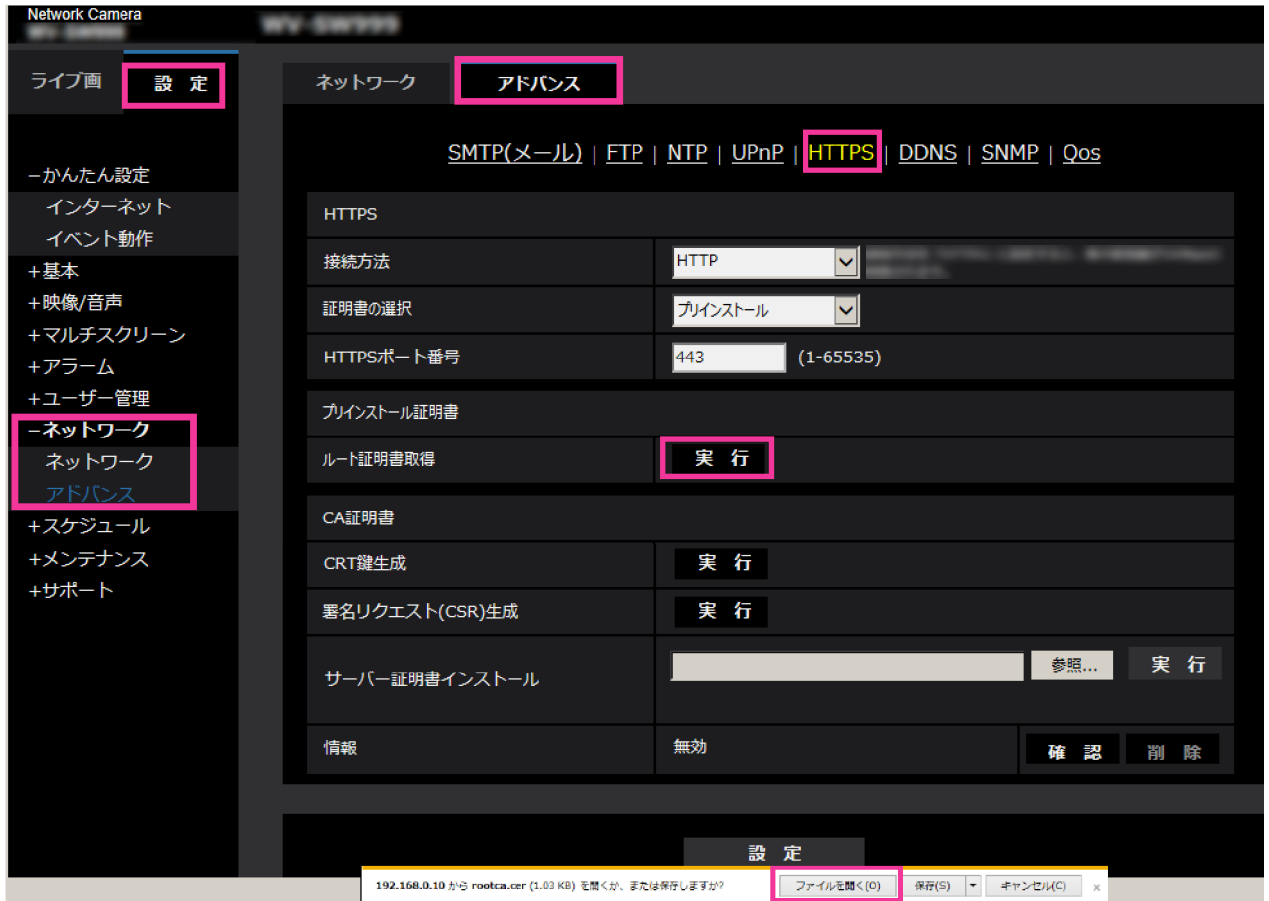 Network Camera
WV-SW999
ライブ画
設 定
ネットワーク
アドバンス
SMTP(メール) | FTP | NTP | UPnP | HTTPS | DDNS | SNMP | Qos
－かんたん設定
インターネット
イベント動作
+基本
+映像/音声
+マルチスクリーン
+アラーム
+ユーザー管理
－ネットワーク
ネットワーク
アドバンス
+スケジュール
+メンテナンス
+サポート
HTTPS
接続方法 HTTP
証明書の選択 プリインストール
HTTPSポート番号 443 (1-65535)
プリインストール証明書
ルート証明書取得 実 行
CA証明書
CRT鍵生成 実 行
署名リクエスト(CSR)生成 実 行
サーバー証明書インストール 参照... 実 行
情報 無効 確 認 削 除
設 定
192.168.0.10 から rootca.cer (1.03 KB) を開くか、または保存しますか? ファイルを開く(O) 保存(S) キャンセル(C) ×